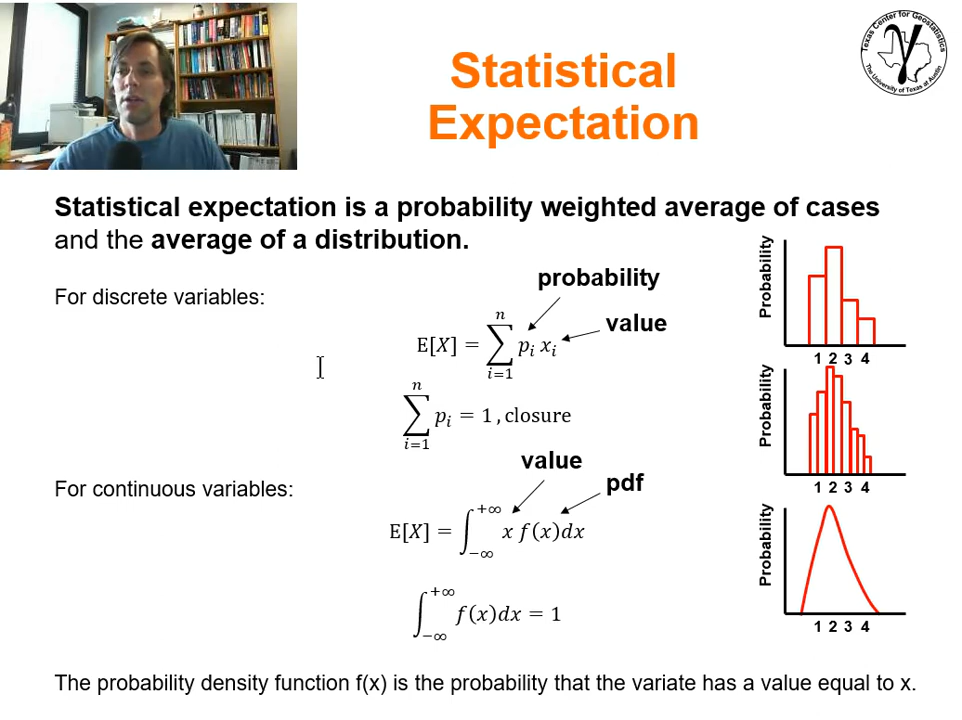 Statistical
Expectation
Texas Center for Geostatistics
The University of Texas at Austin
γ
Statistical expectation is a probability weighted average of cases
and the average of a distribution.
For discrete variables:
probability
value
E[X] = ∑ᵢ₌₁ⁿ pᵢ xᵢ
∑ᵢ₌₁ⁿ pᵢ = 1 , closure
For continuous variables:
value
pdf
E[X] = ∫₋∞⁺∞ x f(x)dx
∫₋∞⁺∞ f(x)dx = 1
Probability
1 2 3 4
Probability
1 2 3 4
Probability
1 2 3 4
The probability density function f(x) is the probability that the variate has a value equal to x.